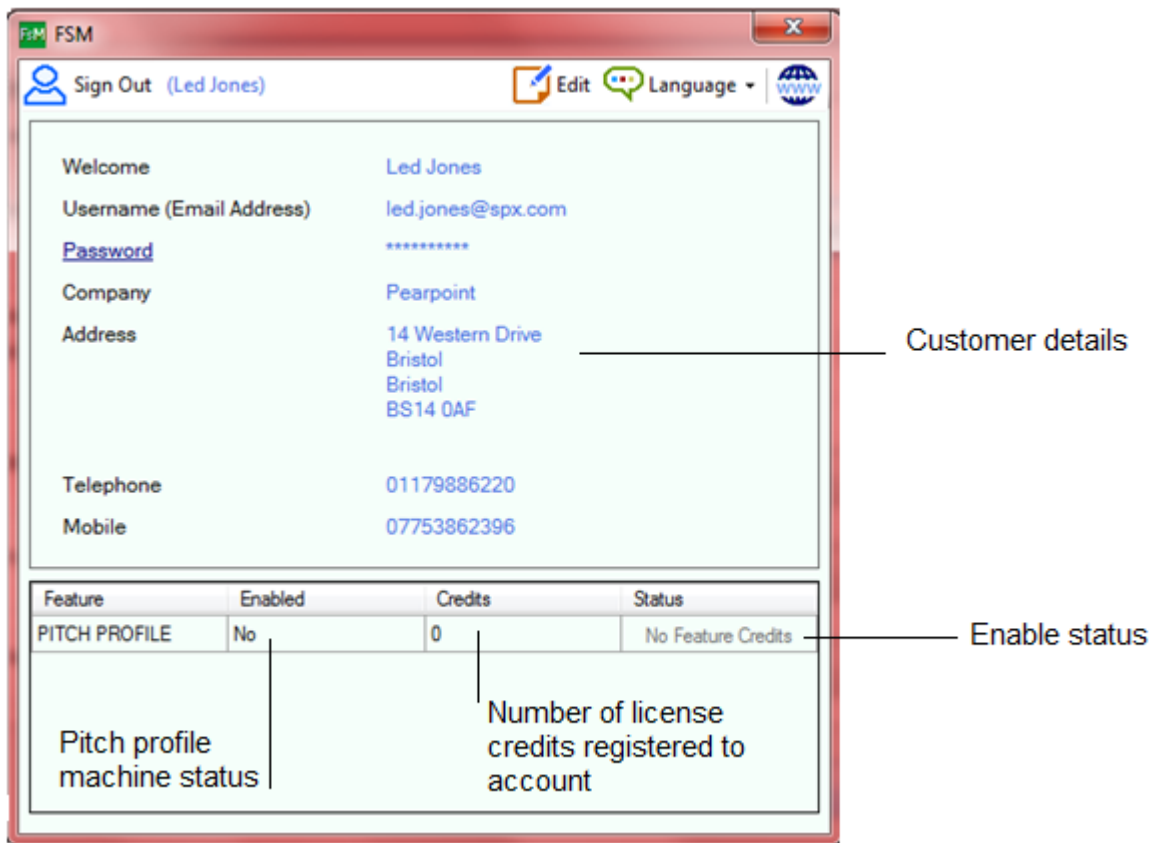 FSM FSM
Sign Out (Led Jones) Edit Language www
Welcome Led Jones
Username (Email Address) led.jones@spx.com
Password **********
Company Pearpoint
Address 14 Western Drive
Bristol
Bristol
BS14 0AF
Customer details
Telephone 01179886220
Mobile 07753862396
Feature Enabled Credits Status
PITCH PROFILE No 0 No Feature Credits
Enable status
Pitch profile
machine status
Number of license
credits registered to
account